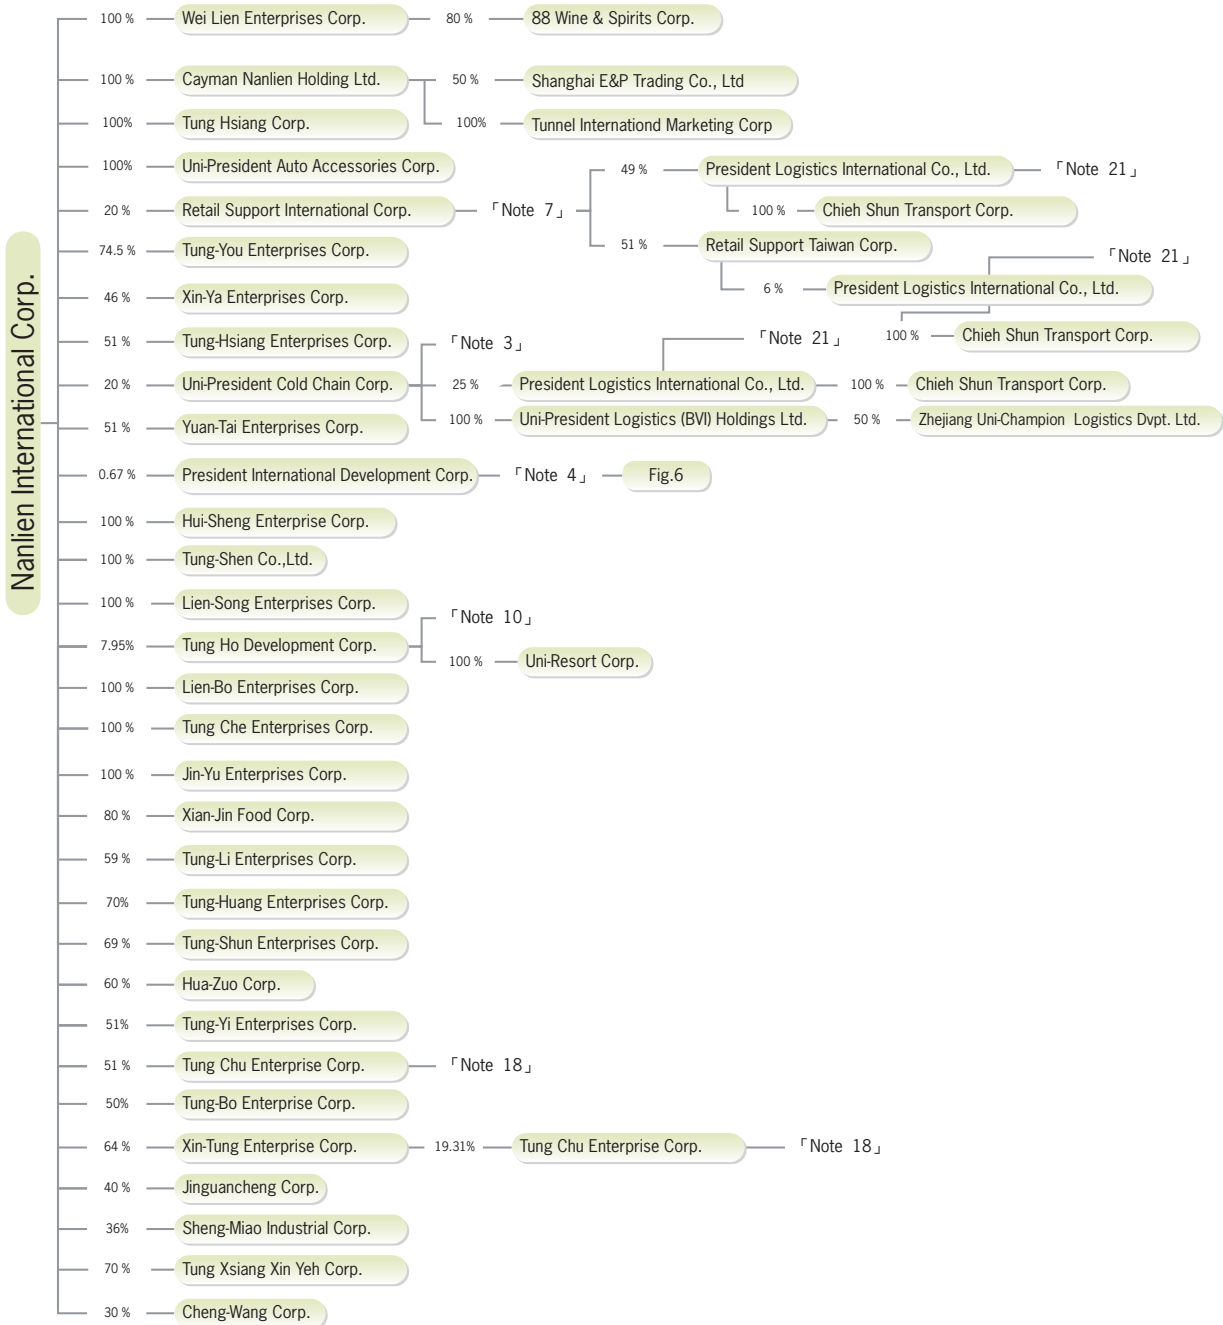 Nanlien International Corp.
100 % Wei Lien Enterprises Corp. 80 % 88 Wine & Spirits Corp.
100 % Cayman Nanlien Holding Ltd. 50 % Shanghai E&P Trading Co., Ltd
100% Tung Hsiang Corp. 100% Tunnel Internationd Marketing Corp
100% Uni-President Auto Accessories Corp. 49 % President Logistics International Co., Ltd. 「Note 21」
20 % Retail Support International Corp. 「Note 7」 100 % Chieh Shun Transport Corp.
74.5 % Tung-You Enterprises Corp. 51 % Retail Support Taiwan Corp. 「Note 21」
46 % Xin-Ya Enterprises Corp. 6 % President Logistics International Co., Ltd.
51 % Tung-Hsiang Enterprises Corp. 「Note 3」 「Note 21」 100 % Chieh Shun Transport Corp.
20 % Uni-President Cold Chain Corp. 25 % President Logistics International Co., Ltd. 100 % Chieh Shun Transport Corp.
51 % Yuan-Tai Enterprises Corp. 100 % Uni-President Logistics (BVI) Holdings Ltd. 50 % Zhejiang Uni-Champion Logistics Dvpt. Ltd.
0.67 % President International Development Corp. 「Note 4」 Fig.6
100 % Hui-Sheng Enterprise Corp.
100 % Tung-Shen Co.,Ltd.
100 % Lien-Song Enterprises Corp. 「Note 10」
7.95% Tung Ho Development Corp. 100 % Uni-Resort Corp.
100 % Lien-Bo Enterprises Corp.
100 % Tung Che Enterprises Corp.
100 % Jin-Yu Enterprises Corp.
80 % Xian-Jin Food Corp.
59 % Tung-Li Enterprises Corp.
70% Tung-Huang Enterprises Corp.
69 % Tung-Shun Enterprises Corp.
60 % Hua-Zuo Corp.
51% Tung-Yi Enterprises Corp.
51 % Tung Chu Enterprise Corp. 「Note 18」
50% Tung-Bo Enterprise Corp.
64 % Xin-Tung Enterprise Corp. 19.31% Tung Chu Enterprise Corp. 「Note 18」
40 % Jinguancheng Corp.
36% Sheng-Miao Industrial Corp.
70 % Tung Xsiang Xin Yeh Corp.
30 % Cheng-Wang Corp.